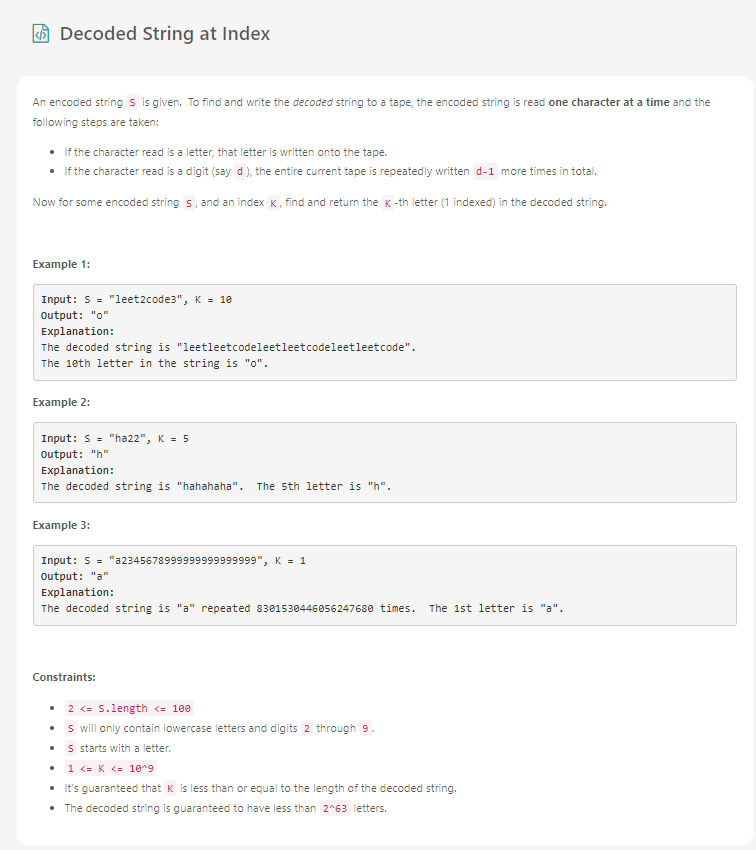 Decoded String at Index
An encoded string S is given.  To find and write the decoded string to a tape, the encoded string is read one character at a time and the
following steps are taken:
If the character read is a letter, that letter is written onto the tape.
If the character read is a digit (say d), the entire current tape is repeatedly written d-1 more times in total.
Now for some encoded string S, and an index K, find and return the K-th letter (1 indexed) in the decoded string.
Example 1:
Input: S = "leet2code3", K = 10
Output: "o"
Explanation:
The decoded string is "leetleetcodeleetleetcodeleetleetcode".
The 10th letter in the string is "o".
Example 2:
Input: S = "ha22", K = 5
Output: "h"
Explanation:
The decoded string is "hahahaha".  The 5th letter is "h".
Example 3:
Input: S = "a2345678999999999999999", K = 1
Output: "a"
Explanation:
The decoded string is "a" repeated 8301530446056247680 times.  The 1st letter is "a".
Constraints:
2 <= S.length <= 100
S will only contain lowercase letters and digits 2 through 9.
S starts with a letter.
1 <= K <= 10^9
It's guaranteed that K is less than or equal to the length of the decoded string.
The decoded string is guaranteed to have less than 2^63 letters.